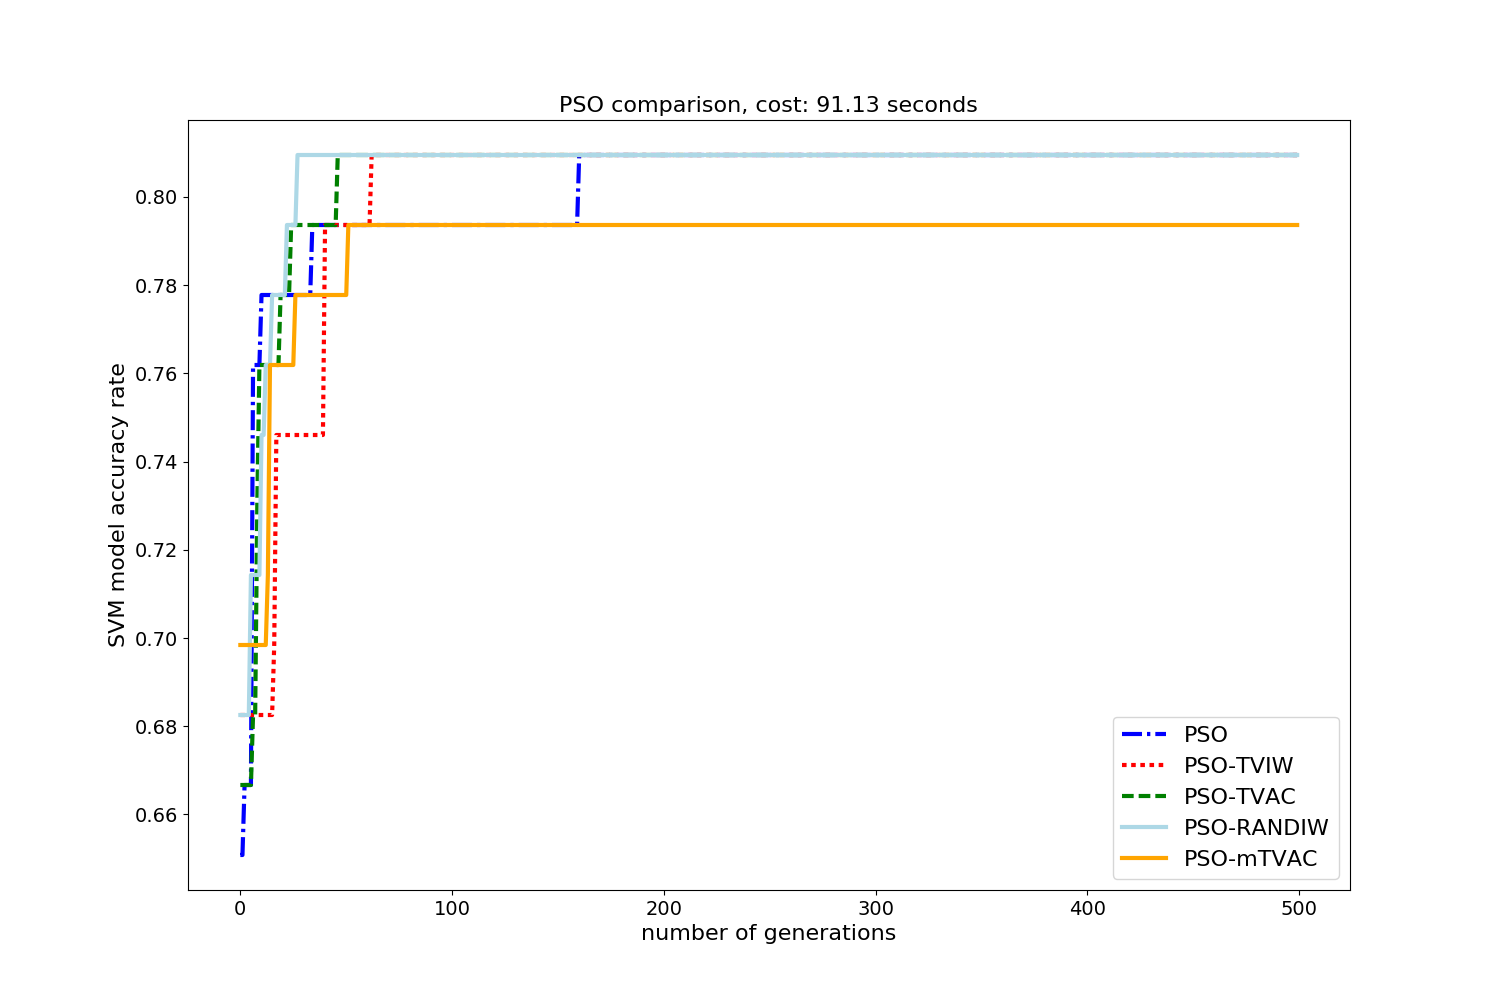 PSO comparison, cost: 91.13 seconds
SVM model accuracy rate
0.80
0.78
0.76
0.74
0.72
0.70
0.68
0.66
0 100 200 300 400 500
number of generations
PSO
PSO-TVIW
PSO-TVAC
PSO-RANDIW
PSO-mTVAC